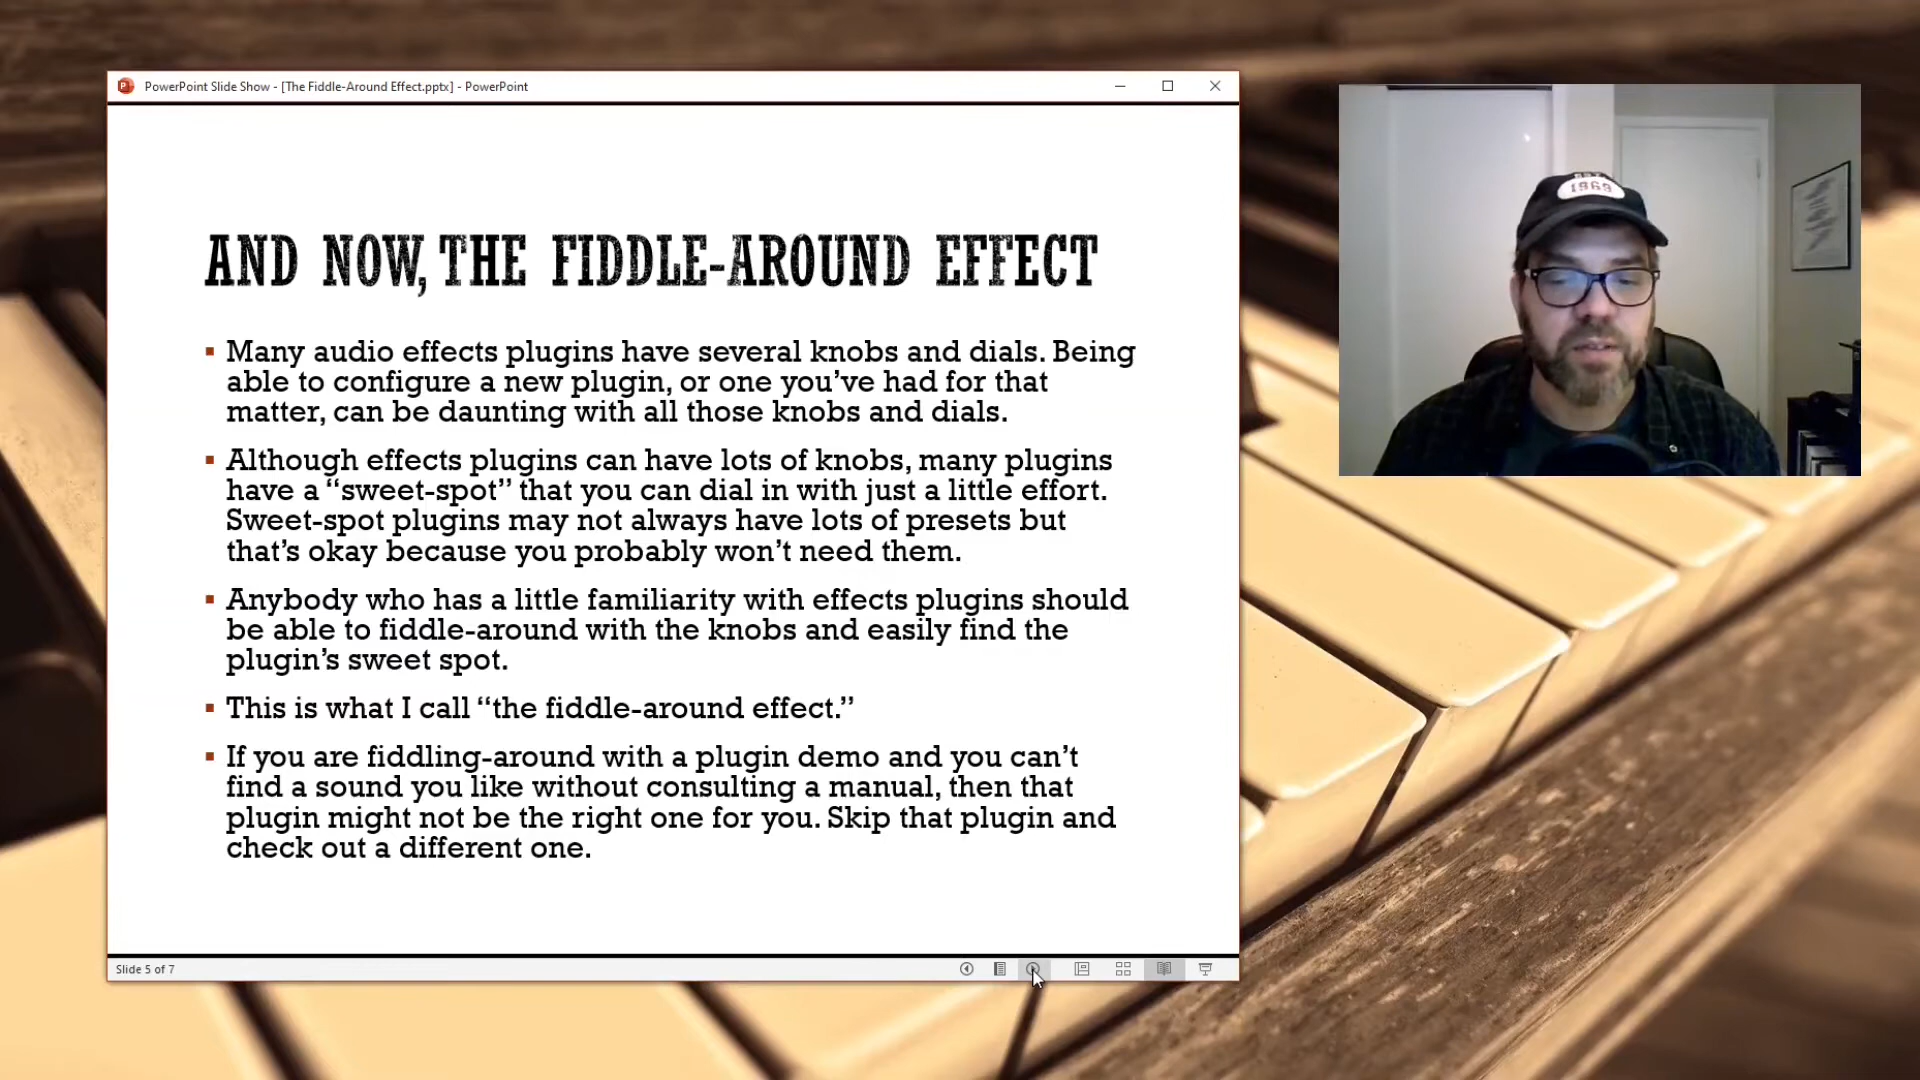 PowerPoint Slide Show - [The Fiddle-Around Effect.pptx] - PowerPoint
AND NOW, THE FIDDLE-AROUND EFFECT
▪ Many audio effects plugins have several knobs and dials. Being
able to configure a new plugin, or one you’ve had for that
matter, can be daunting with all those knobs and dials.
▪ Although effects plugins can have lots of knobs, many plugins
have a “sweet-spot” that you can dial in with just a little effort.
Sweet-spot plugins may not always have lots of presets but
that’s okay because you probably won’t need them.
▪ Anybody who has a little familiarity with effects plugins should
be able to fiddle-around with the knobs and easily find the
plugin’s sweet spot.
▪ This is what I call “the fiddle-around effect.”
▪ If you are fiddling-around with a plugin demo and you can’t
find a sound you like without consulting a manual, then that
plugin might not be the right one for you. Skip that plugin and
check out a different one.
Slide 5 of 7
1969